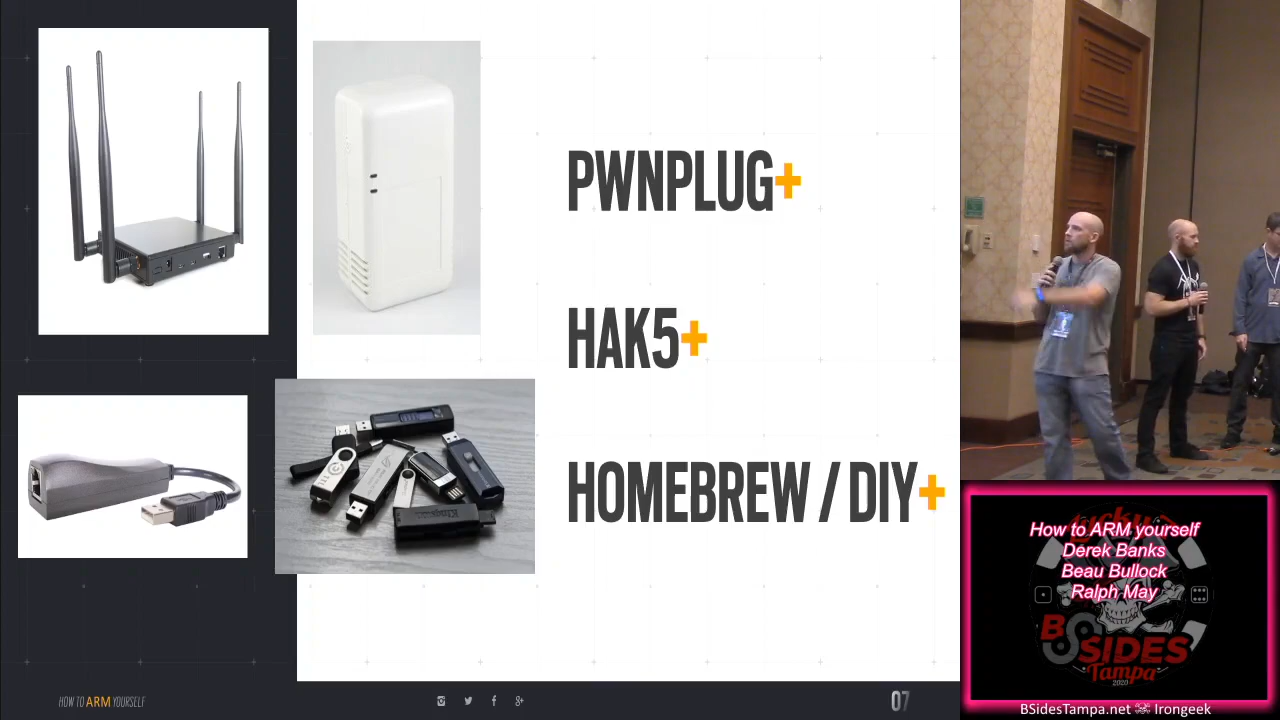 PWNPLUG+
HAK5+
HOMEBREW / DIY+
HOW TO ARM YOURSELF
07
How to ARM yourself
Derek Banks
Beau Bullock
Ralph May
BSIDES
Tampa
2020
BSidesTampa.net Irongeek